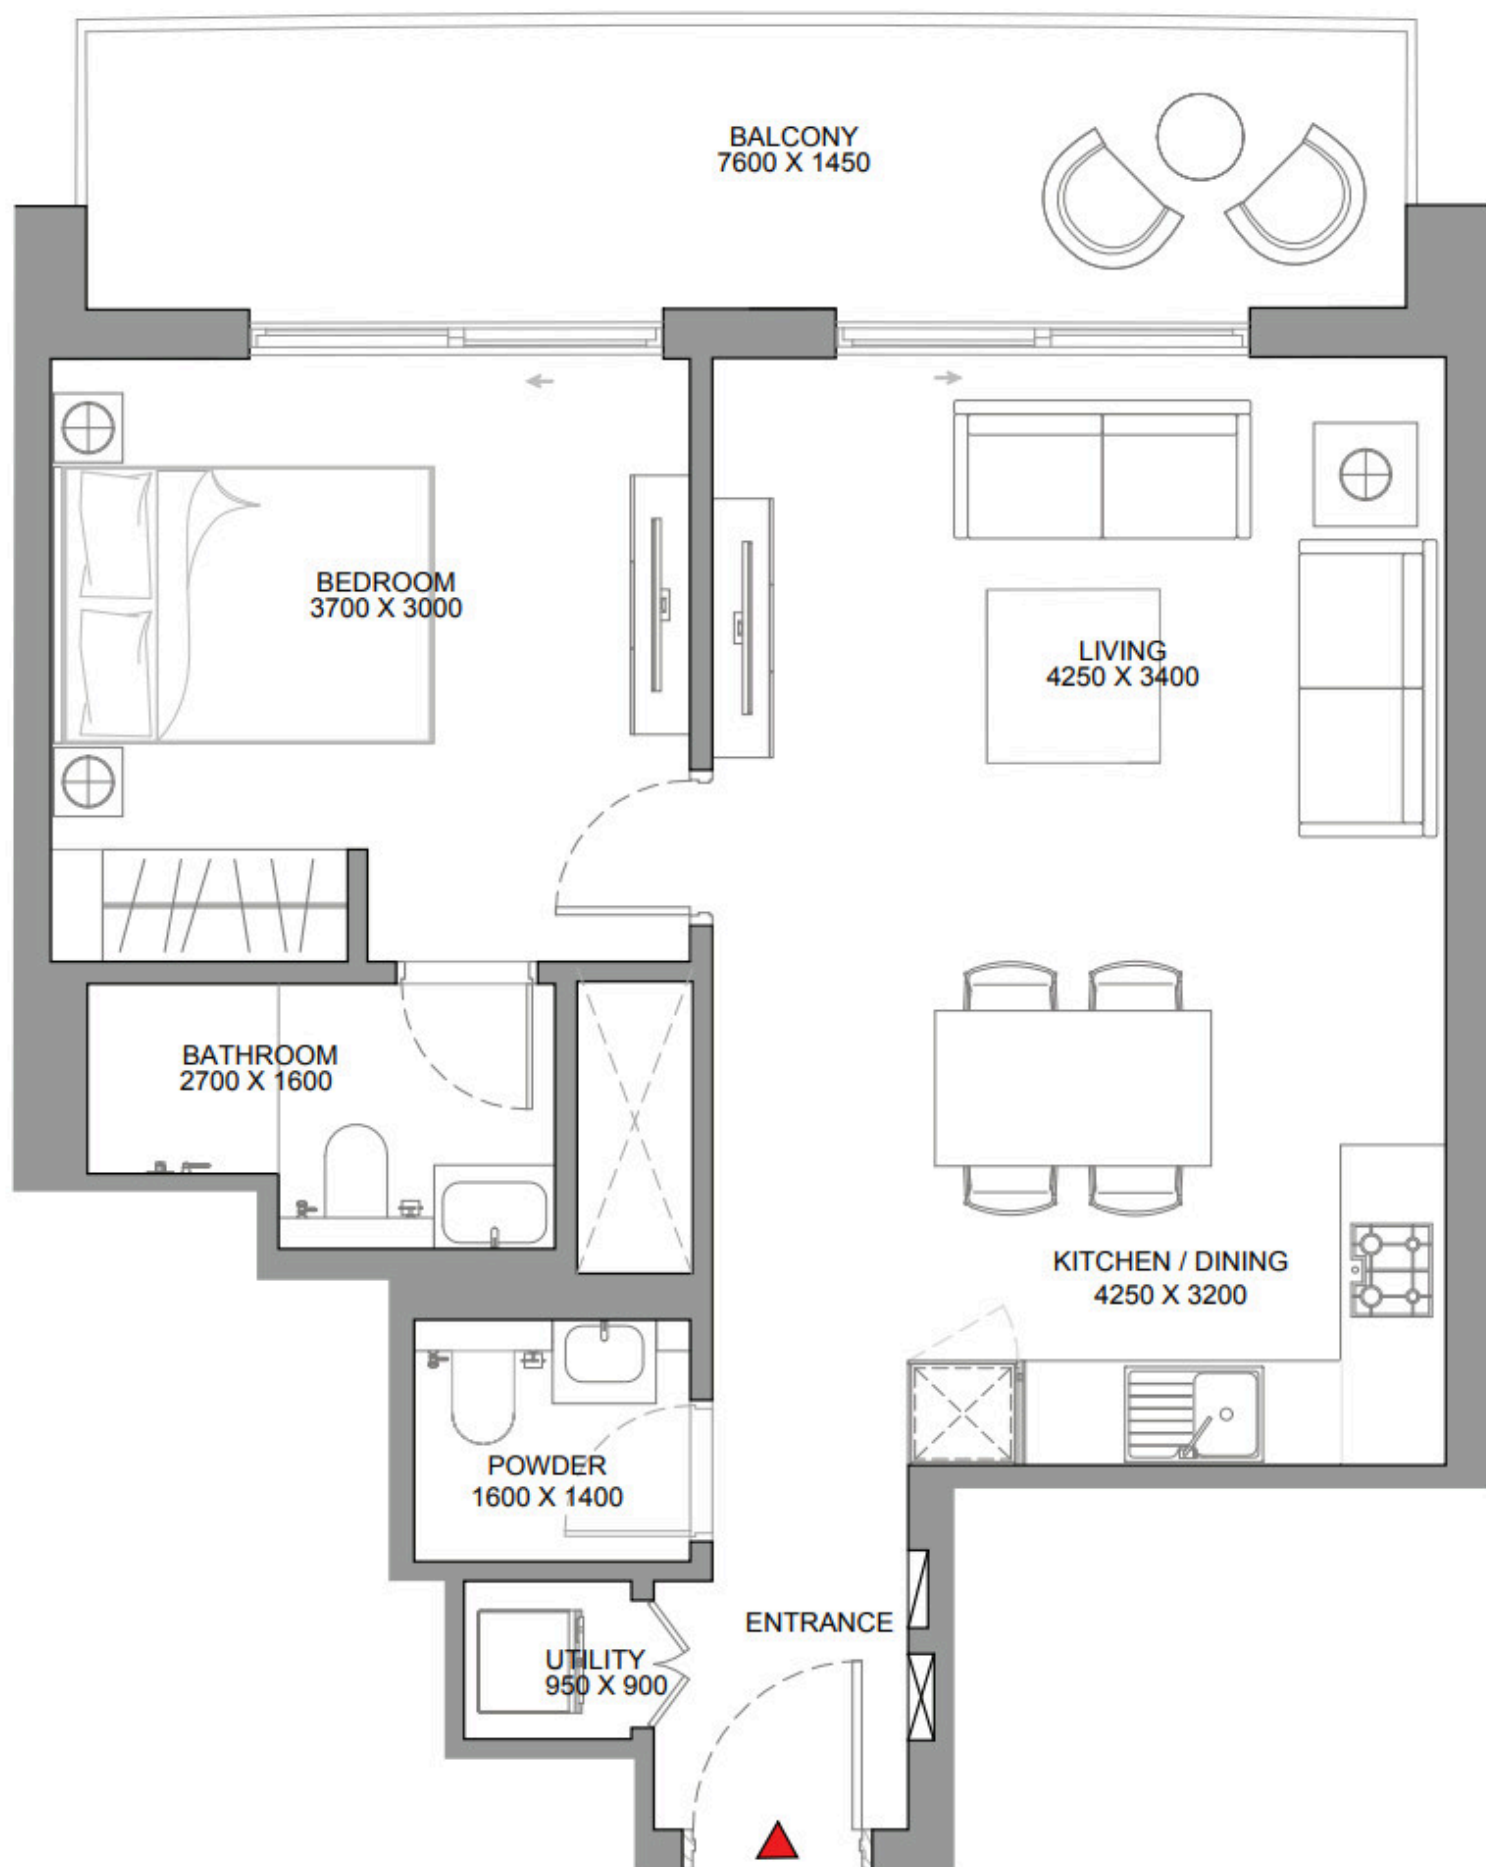 BALCONY
7600 X 1450
BEDROOM
3700 X 3000
LIVING
4250 X 3400
BATHROOM
2700 X 1600
KITCHEN / DINING
4250 X 3200
POWDER
1600 X 1400
ENTRANCE
UTILITY
950 X 900